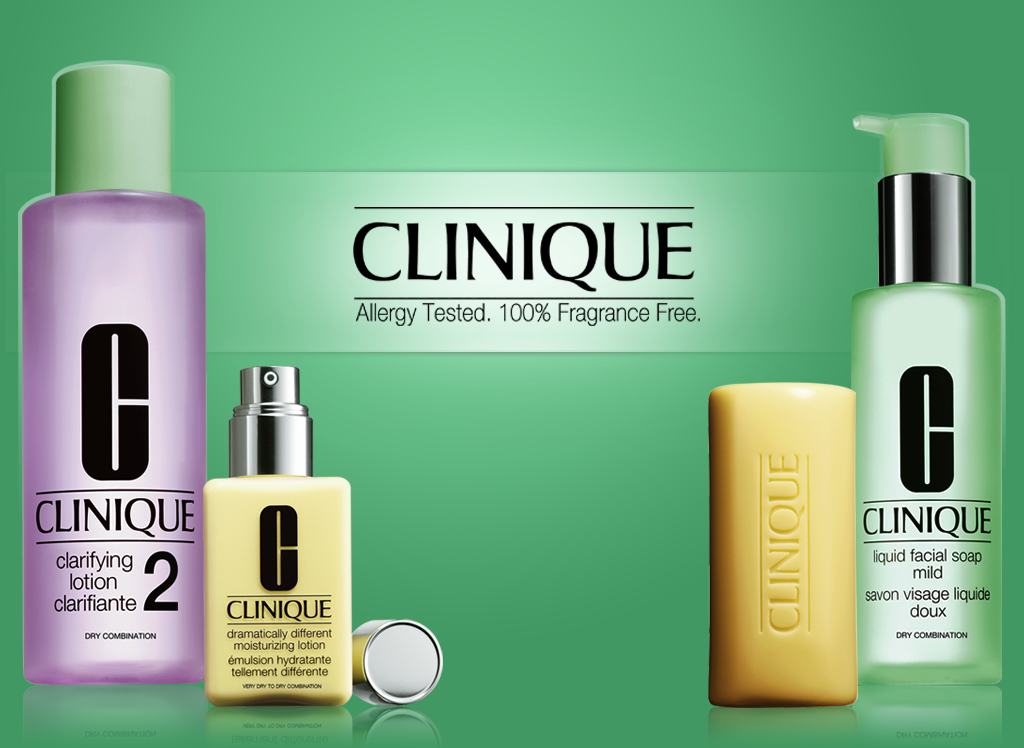 CLINIQUE
Allergy Tested. 100% Fragrance Free.
C
CLINIQUE
clarifying
lotion
clarifiante 2
DRY COMBINATION
C
CLINIQUE
dramatically different
moisturizing lotion
émulsion hydratante
tellement différente
VERY DRY TO DRY COMBINATION
CLINIQUE
C
CLINIQUE
liquid facial soap
mild
savon visage liquide
doux
DRY COMBINATION